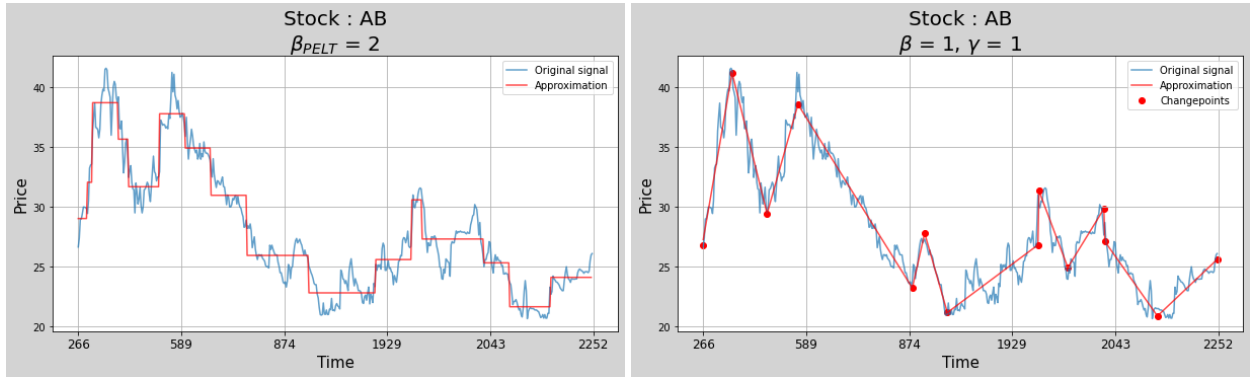 Stock : AB
β_PELT = 2
Original signal
Approximation
Price
40
35
30
25
20
266
589
874
1929
2043
2252
Time
Stock : AB
β = 1, γ = 1
Original signal
Approximation
Changepoints
Price
40
35
30
25
20
266
589
874
1929
2043
2252
Time